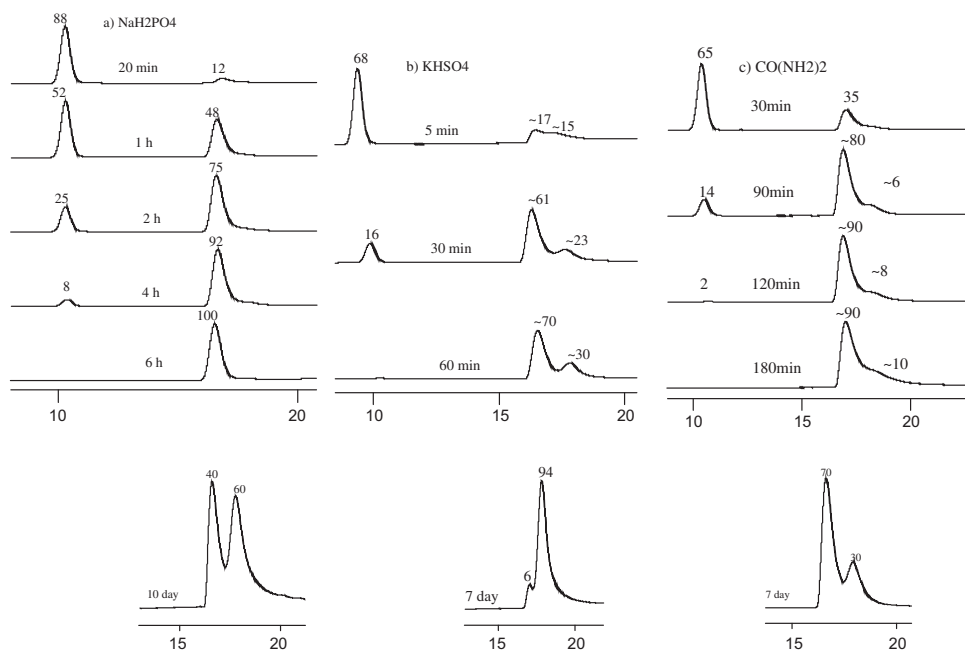 a) NaH2PO4
88
20 min
12
52
1 h
48
25
2 h
75
8
4 h
92
6 h
100
10
20
b) KHSO4
68
5 min
~17
~15
16
30 min
~61
~23
60 min
~70
~30
10
15
20
c) CO(NH2)2
65
30min
35
14
90min
~80
~6
2
120min
~90
~8
180min
~90
~10
10
15
20
40
60
10 day
15
20
94
6
7 day
15
20
70
30
7 day
15
20